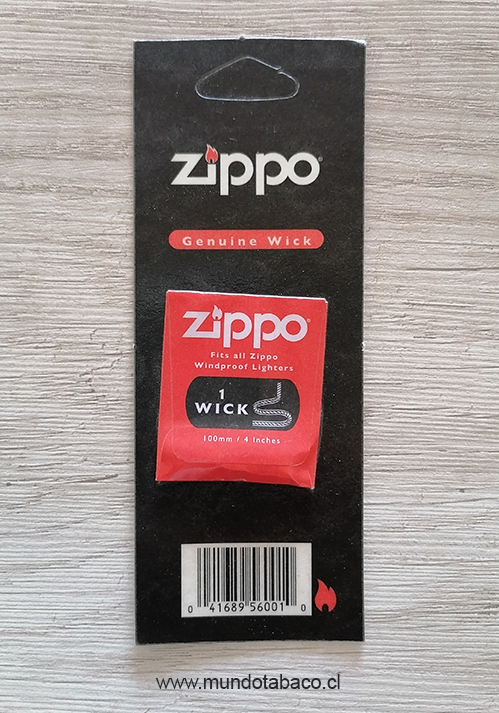 zippo
Genuine Wick
zippo
Fits all Zippo
Windproof Lighters
1
WICK
100mm / 4 Inches
0 41689 56001 0
www.mundotabaco.cl